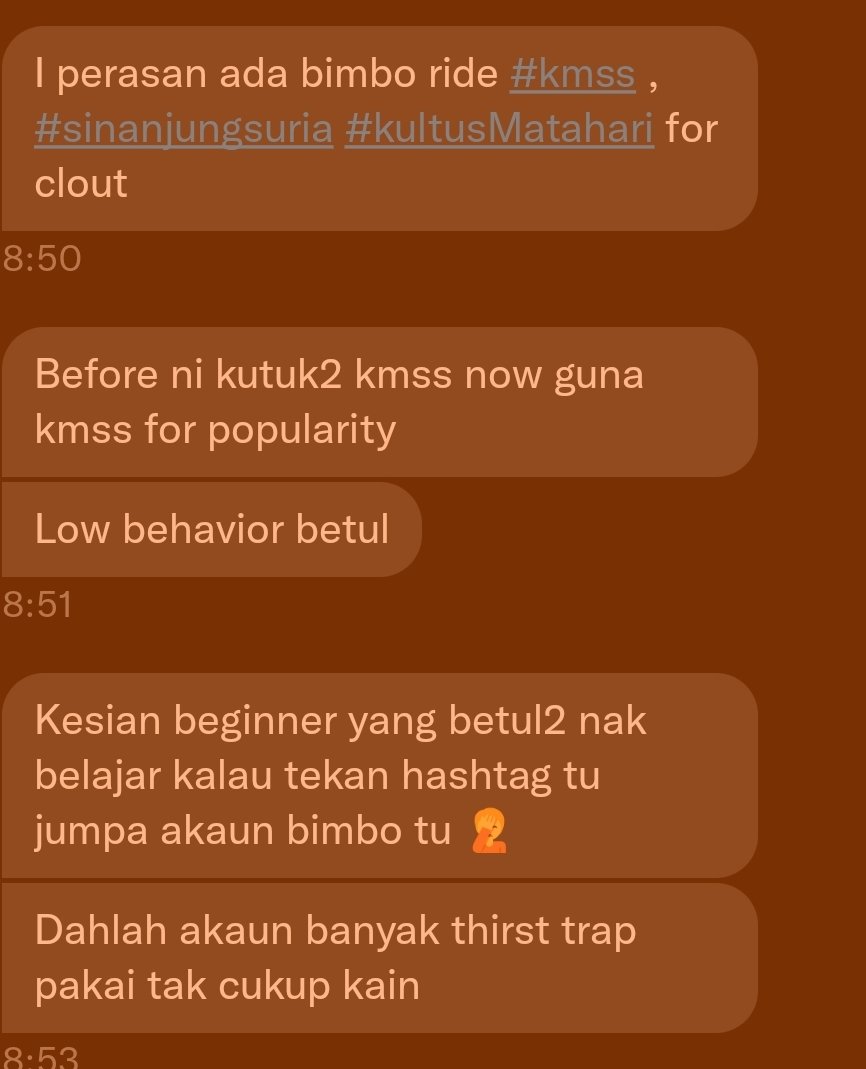 I perasan ada bimbo ride #kmss ,
#sinanjungsuria #kultusMatahari for
clout
8:50
Before ni kutuk2 kmss now guna
kmss for popularity
Low behavior betul
8:51
Kesian beginner yang betul2 nak
belajar kalau tekan hashtag tu
jumpa akaun bimbo tu 🤦
Dahlah akaun banyak thirst trap
pakai tak cukup kain
8:53